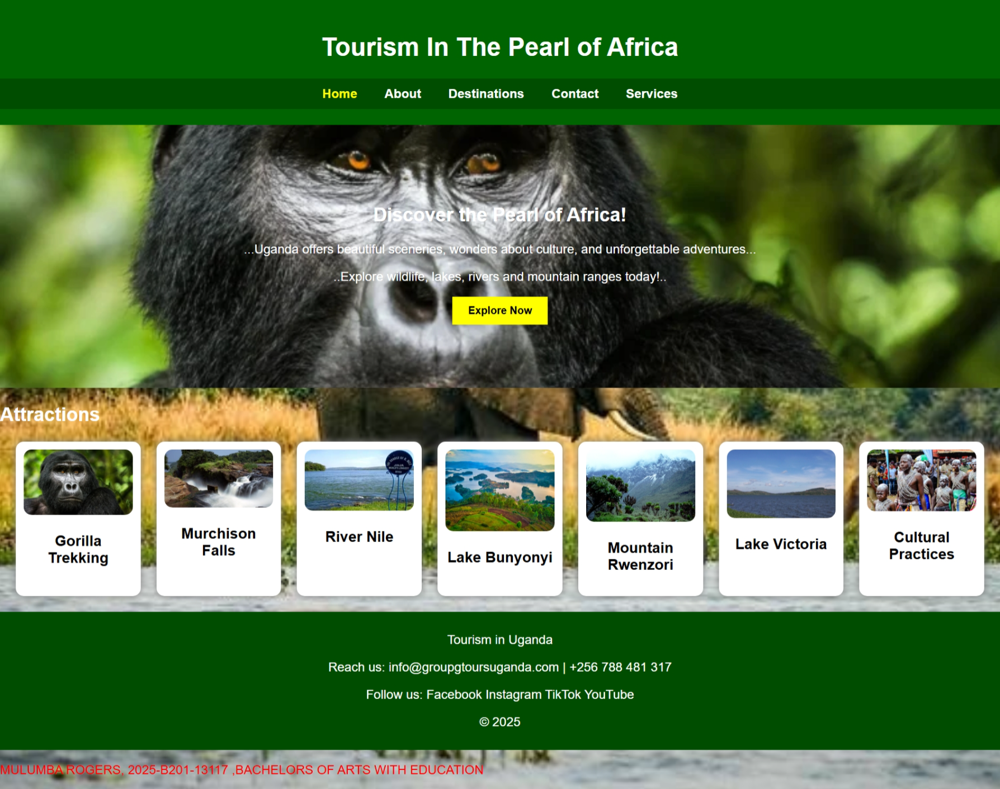 Tourism In The Pearl of Africa
Home About Destinations Contact Services
Discover the Pearl of Africa!
...Uganda offers beautiful sceneries, wonders about culture, and unforgettable adventures...
..Explore wildlife, lakes, rivers and mountain ranges today!..
Explore Now
Attractions
Gorilla
Trekking
Murchison
Falls
River Nile
Lake Bunyonyi
Mountain
Rwenzori
Lake Victoria
Cultural
Practices
Tourism in Uganda
Reach us: info@groupgtoursuganda.com | +256 788 481 317
Follow us: Facebook Instagram TikTok YouTube
© 2025
MULUMBA ROGERS, 2025-B201-13117 ,BACHELORS OF ARTS WITH EDUCATION